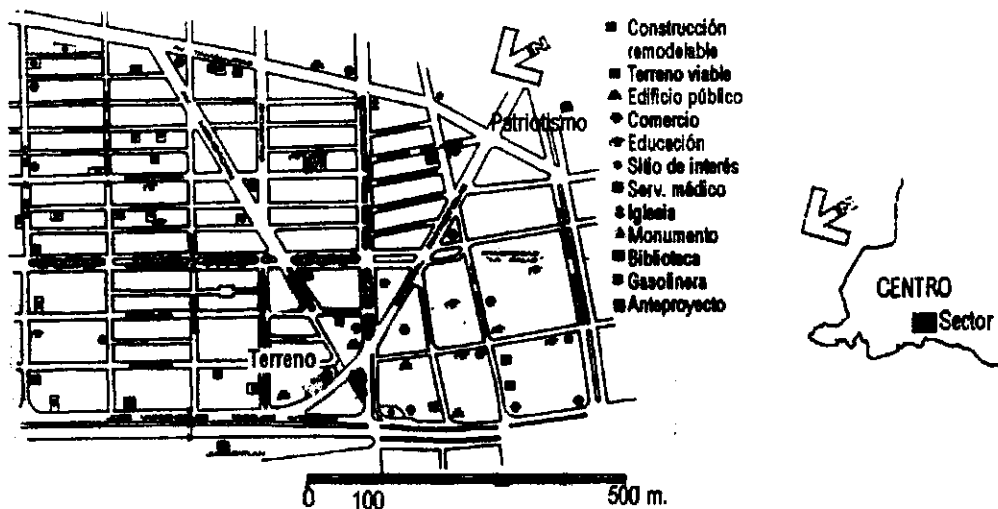 Construcción
remodelable
Terreno viable
Edificio público
Comercio
Educación
Sitio de interés
Serv. médico
Iglesia
Monumento
Biblioteca
Gasolinera
Anteproyecto
Patriotismo
Terreno
N
CENTRO
Sector
0 100 500 m.